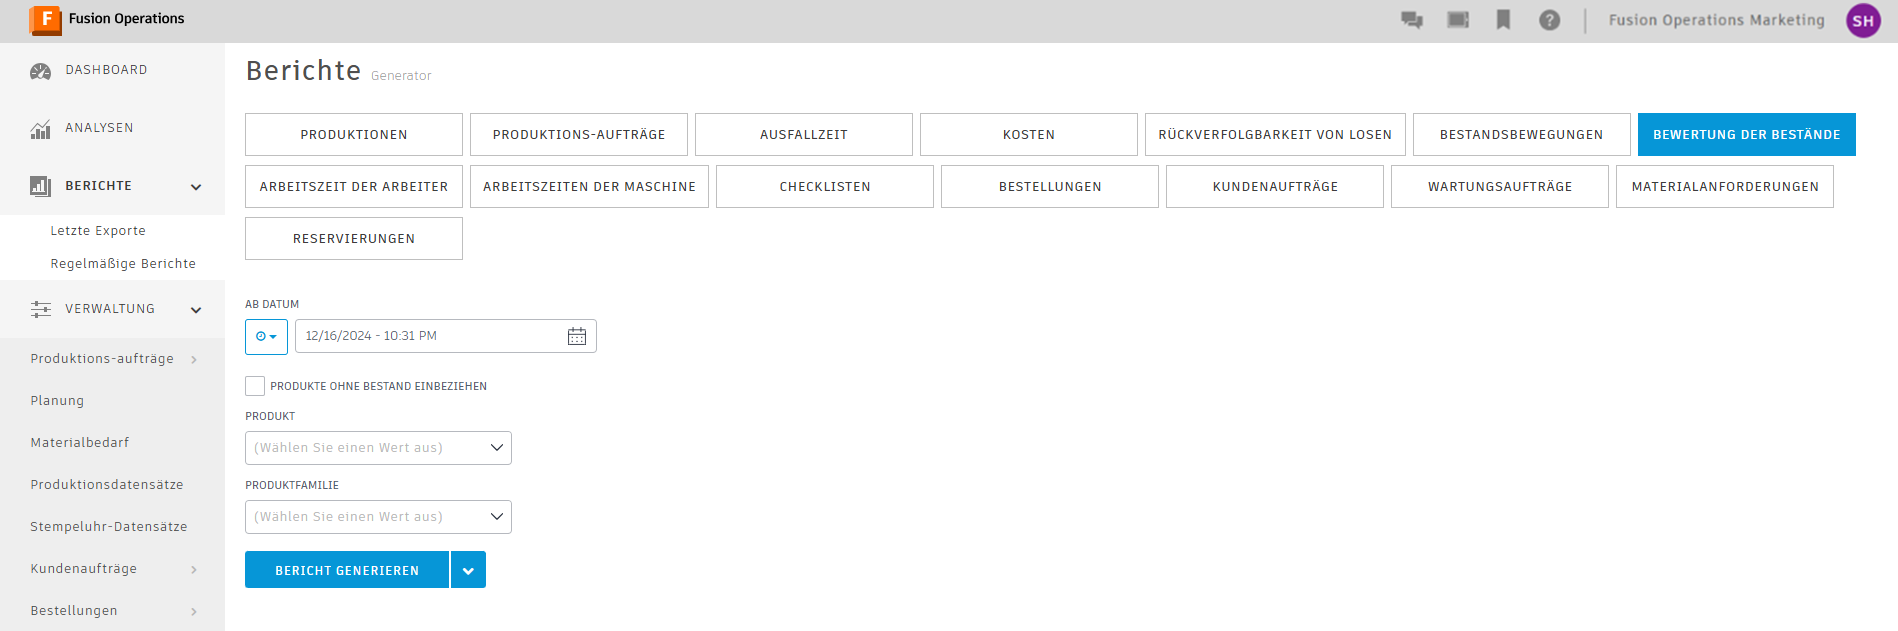 F Fusion Operations
? Fusion Operations Marketing SH
DASHBOARD
ANALYSEN
BERICHTE
Letzte Exporte
Regelmäßige Berichte
VERWALTUNG
Produktions-aufträge
Planung
Materialbedarf
Produktionsdatensätze
Stempeluhr-Datensätze
Kundenaufträge
Bestellungen
Berichte Generator
PRODUKTIONEN PRODUKTIONS-AUFTRÄGE AUSFALLZEIT KOSTEN RÜCKVERFOLGBARKEIT VON LOSEN BESTANDSBEWEGUNGEN BEWERTUNG DER BESTÄNDE
ARBEITSZEIT DER ARBEITER ARBEITSZEITEN DER MASCHINE CHECKLISTEN BESTELLUNGEN KUNDENAUFTRÄGE WARTUNGSAUFTRÄGE MATERIALANFORDERUNGEN
RESERVIERUNGEN
AB DATUM
12/16/2024 - 10:31 PM
PRODUKTE OHNE BESTAND EINBEZIEHEN
PRODUKT
(Wählen Sie einen Wert aus)
PRODUKTFAMILIE
(Wählen Sie einen Wert aus)
BERICHT GENERIEREN